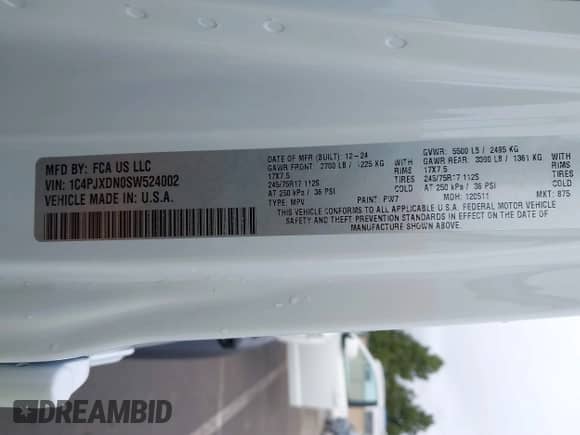 MFD BY: FCA US LLC
VIN: 1C4PJXDN0SW524002
VEHICLE MADE IN: U.S.A.
DATE OF MFR (BUILT): 12-24
GAWR FRONT: 2700 LB / 1225 KG WITH
17X7.5 RIMS
245/75R17 112S TIRES
AT 250 kPa / 36 PSI COLD
TYPE: MPV PAINT: PW7
GVWR: 5500 LB / 2495 KG
GAWR REAR: 3000 LB / 1361 KG WITH
17X7.5 RIMS
245/75R17 112S TIRES
AT 250 kPa / 36 PSI COLD
MDH: 120511 MKT: 875
THIS VEHICLE CONFORMS TO ALL APPLICABLE U.S.A. FEDERAL MOTOR VEHICLE
SAFETY AND THEFT PREVENTION STANDARDS IN EFFECT ON THE DATE OF
MANUFACTURE SHOWN ABOVE.
DREAMBID